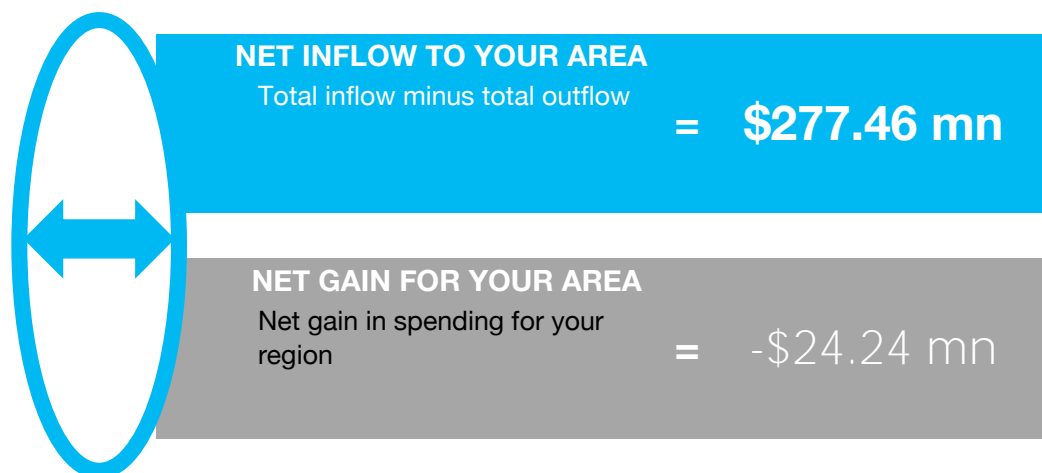 NET INFLOW TO YOUR AREA
Total inflow minus total outflow
= $277.46 mn
NET GAIN FOR YOUR AREA
Net gain in spending for your
region
= -$24.24 mn